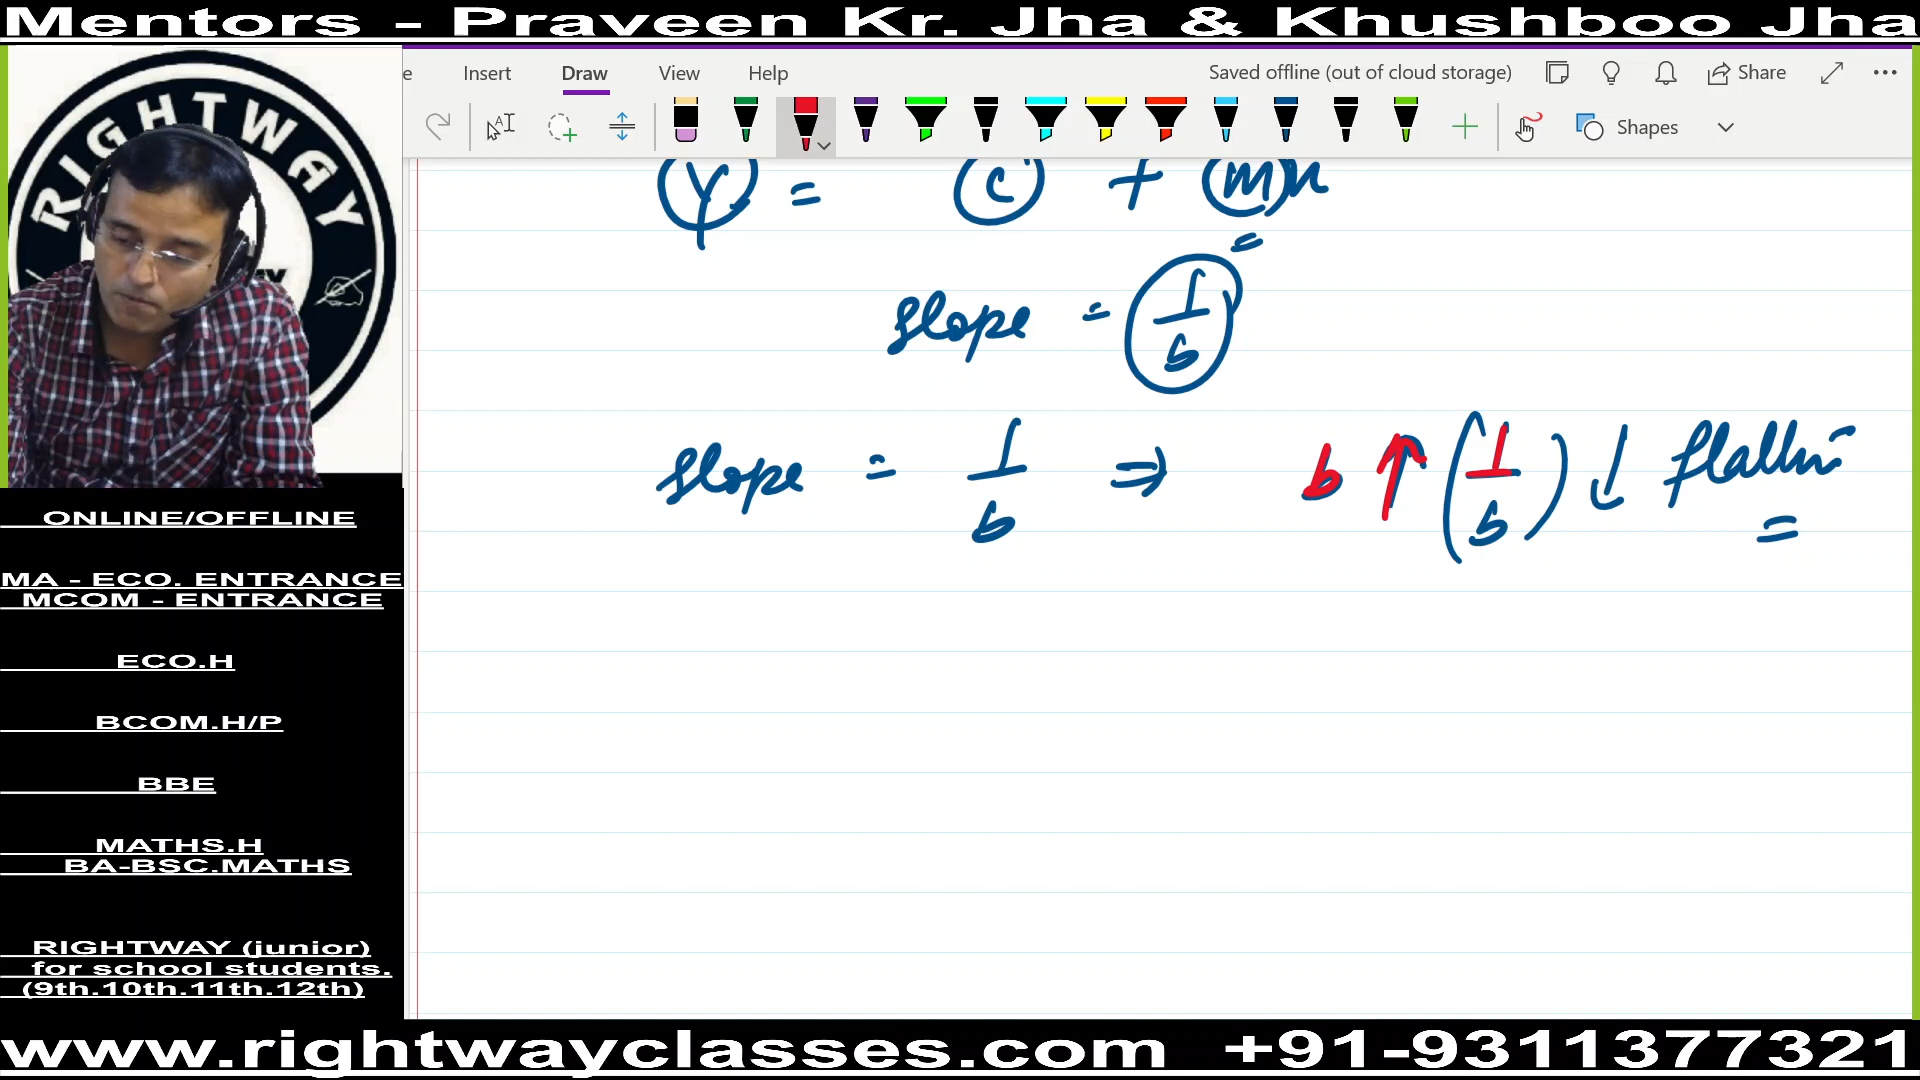 Mentors - Praveen Kr. Jha & Khushboo Jha
RIGHTWAY
e Insert Draw View Help Saved offline (out of cloud storage) Share
Shapes
y = c + mx
slope = 1/b
slope = 1/b ⇒ b ↑ (1/b) ↓
ONLINE/OFFLINE
MA - ECO. ENTRANCE
MCOM - ENTRANCE
ECO.H
BCOM.H/P
BBE
MATHS.H
BA-BSC.MATHS
RIGHTWAY (junior)
for school students.
(9th.10th.11th.12th)
www.rightwayclasses.com +91-9311377321